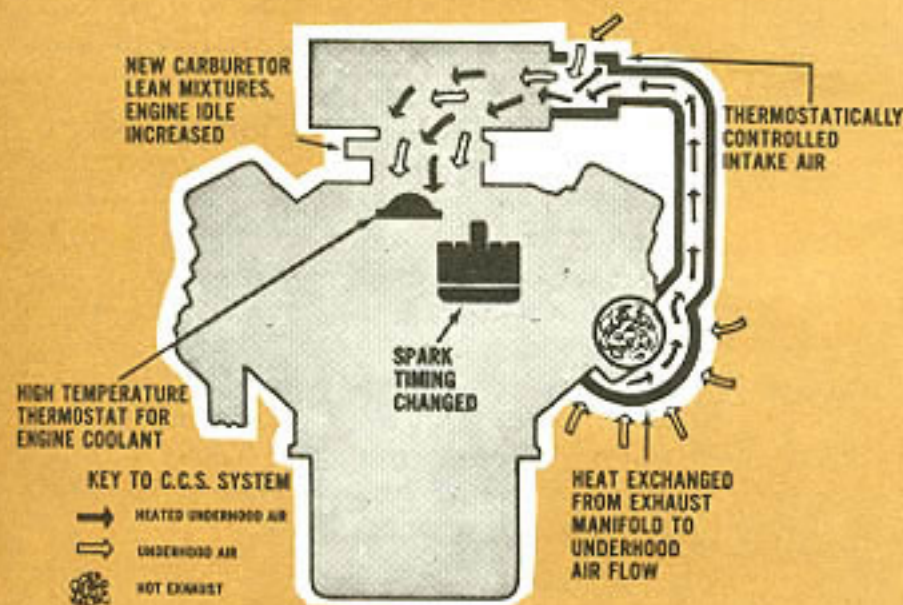 NEW CARBURETOR
LEAN MIXTURES,
ENGINE IDLE
INCREASED
THERMOSTATICALLY
CONTROLLED
INTAKE AIR
SPARK
TIMING
CHANGED
HIGH TEMPERATURE
THERMOSTAT FOR
ENGINE COOLANT
HEAT EXCHANGED
FROM EXHAUST
MANIFOLD TO
UNDERHOOD
AIR FLOW
KEY TO C.C.S. SYSTEM
HEATED UNDERHOOD AIR
UNDERHOOD AIR
HOT EXHAUST